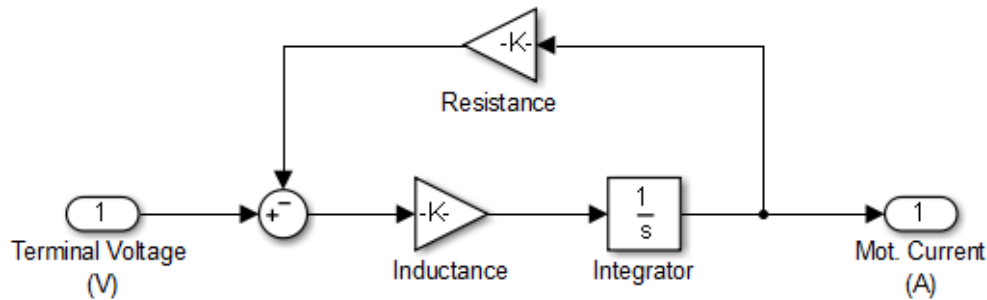 -K-
Resistance
−
1
+
-K-
1
s
1
Terminal Voltage
(V)
Inductance
Integrator
Mot. Current
(A)